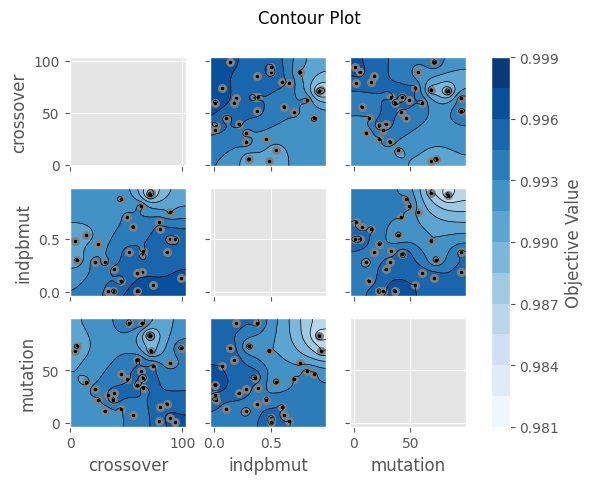 Contour Plot
crossover
100
50
0
indpbmut
0.5
0.0
mutation
50
0
0
100
crossover
0.0
0.5
indpbmut
50
mutation
0.999
0.996
0.993
0.990
0.987
0.984
0.981
Objective Value